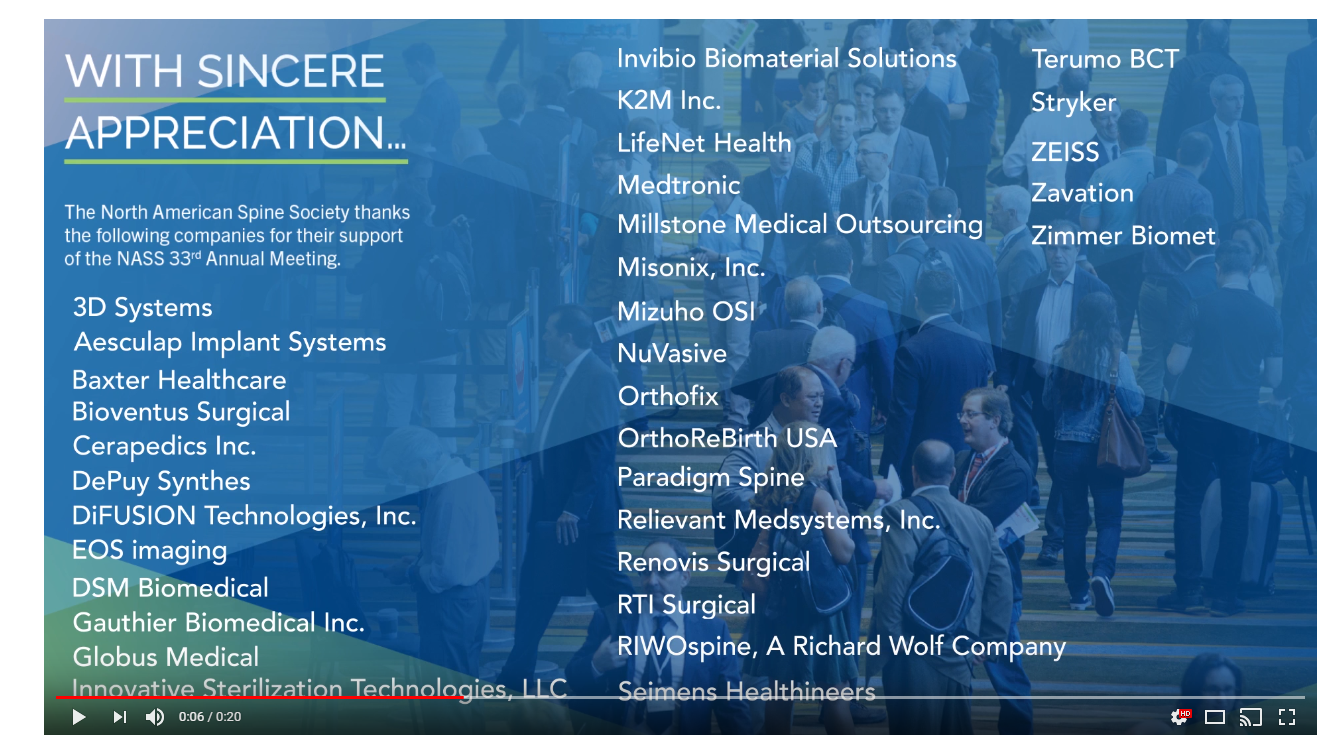 WITH SINCERE
APPRECIATION...
The North American Spine Society thanks
the following companies for their support
of the NASS 33rd Annual Meeting.
3D Systems
Aesculap Implant Systems
Baxter Healthcare
Bioventus Surgical
Cerapedics Inc.
DePuy Synthes
DiFUSION Technologies, Inc.
EOS imaging
DSM Biomedical
Gauthier Biomedical Inc.
Globus Medical
Innovative Sterilization Technologies, LLC
Invibio Biomaterial Solutions
K2M Inc.
LifeNet Health
Medtronic
Millstone Medical Outsourcing
Misonix, Inc.
Mizuho OSI
NuVasive
Orthofix
OrthoReBirth USA
Paradigm Spine
Relievant Medsystems, Inc.
Renovis Surgical
RTI Surgical
RIWOspine, A Richard Wolf Company
Seimens Healthineers
Terumo BCT
Stryker
ZEISS
Zavation
Zimmer Biomet
0:06 / 0:20
HD